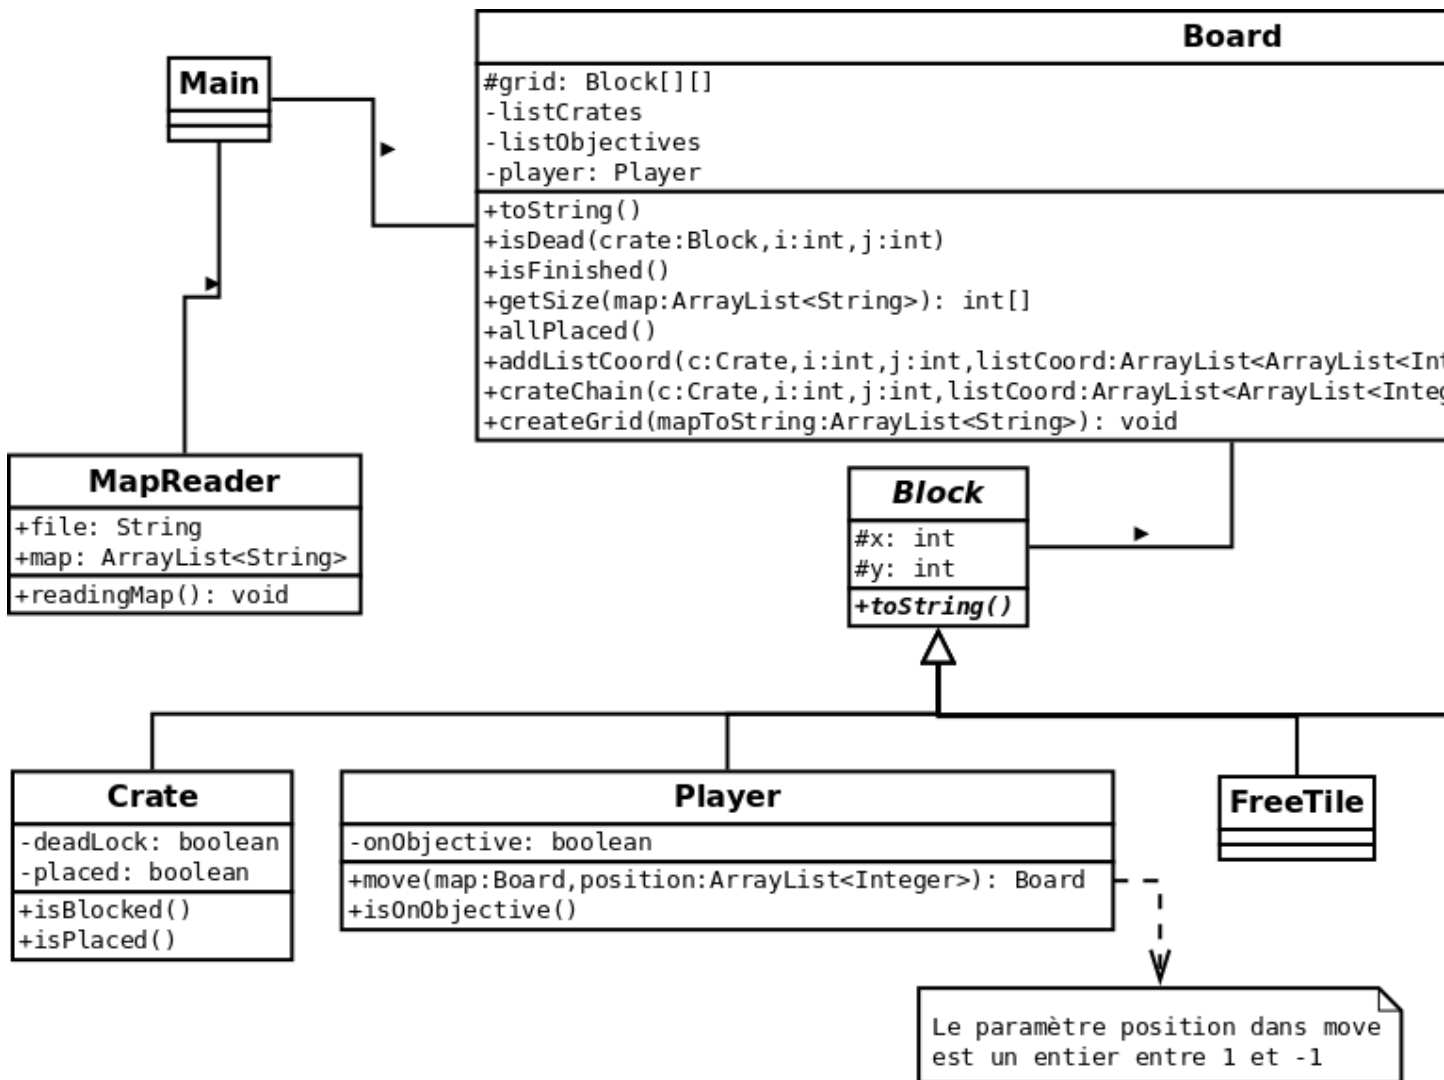 Board
#grid: Block[][]
-listCrates
-listObjectives
-player: Player
+toString()
+isDead(crate:Block,i:int,j:int)
+isFinished()
+getSize(map:ArrayList<String>): int[]
+allPlaced()
+addListCoord(c:Crate,i:int,j:int,listCoord:ArrayList<ArrayList<Int
+crateChain(c:Crate,i:int,j:int,listCoord:ArrayList<ArrayList<Integ
+createGrid(mapToString:ArrayList<String>): void
Main
MapReader
+file: String
+map: ArrayList<String>
+readingMap(): void
Block
#x: int
#y: int
+toString()
Crate
-deadLock: boolean
-placed: boolean
+isBlocked()
+isPlaced()
Player
-onObjective: boolean
+move(map:Board,position:ArrayList<Integer>): Board
+isOnObjective()
FreeTile
Le paramètre position dans move
est un entier entre 1 et -1